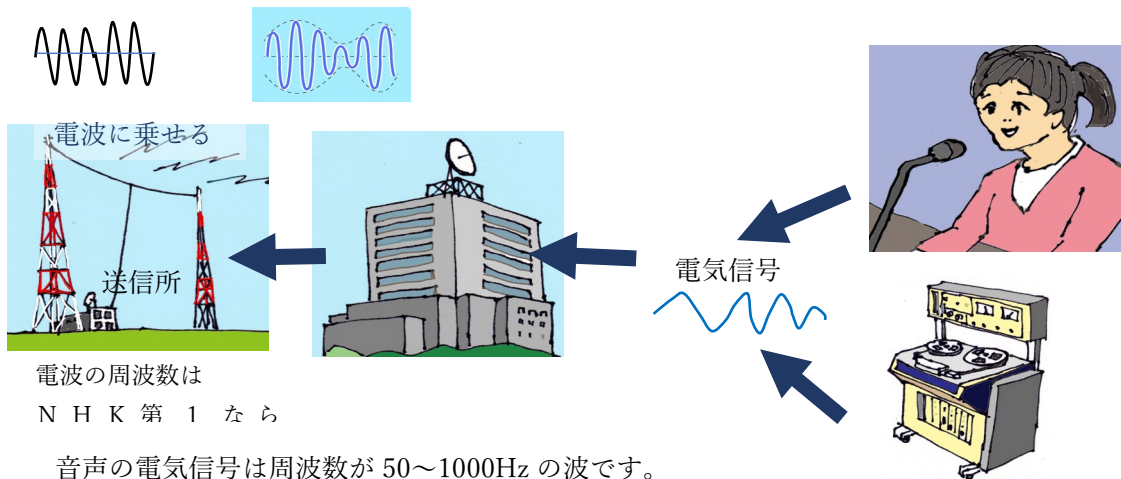 電波に乗せる
送信所
電気信号
電波の周波数は
ＮＨＫ第１なら
音声の電気信号は周波数が 50～1000Hz の波です。